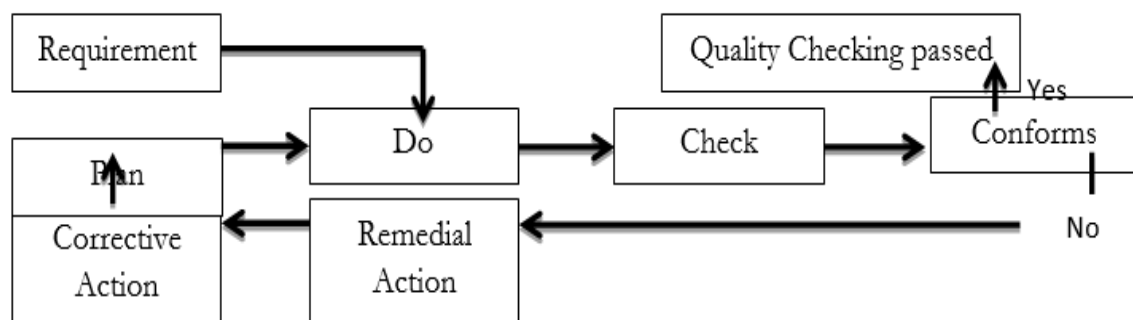 Requirement
Quality Checking passed
Yes
Do
Check
Conforms
Plan
No
Corrective
Action
Remedial
Action